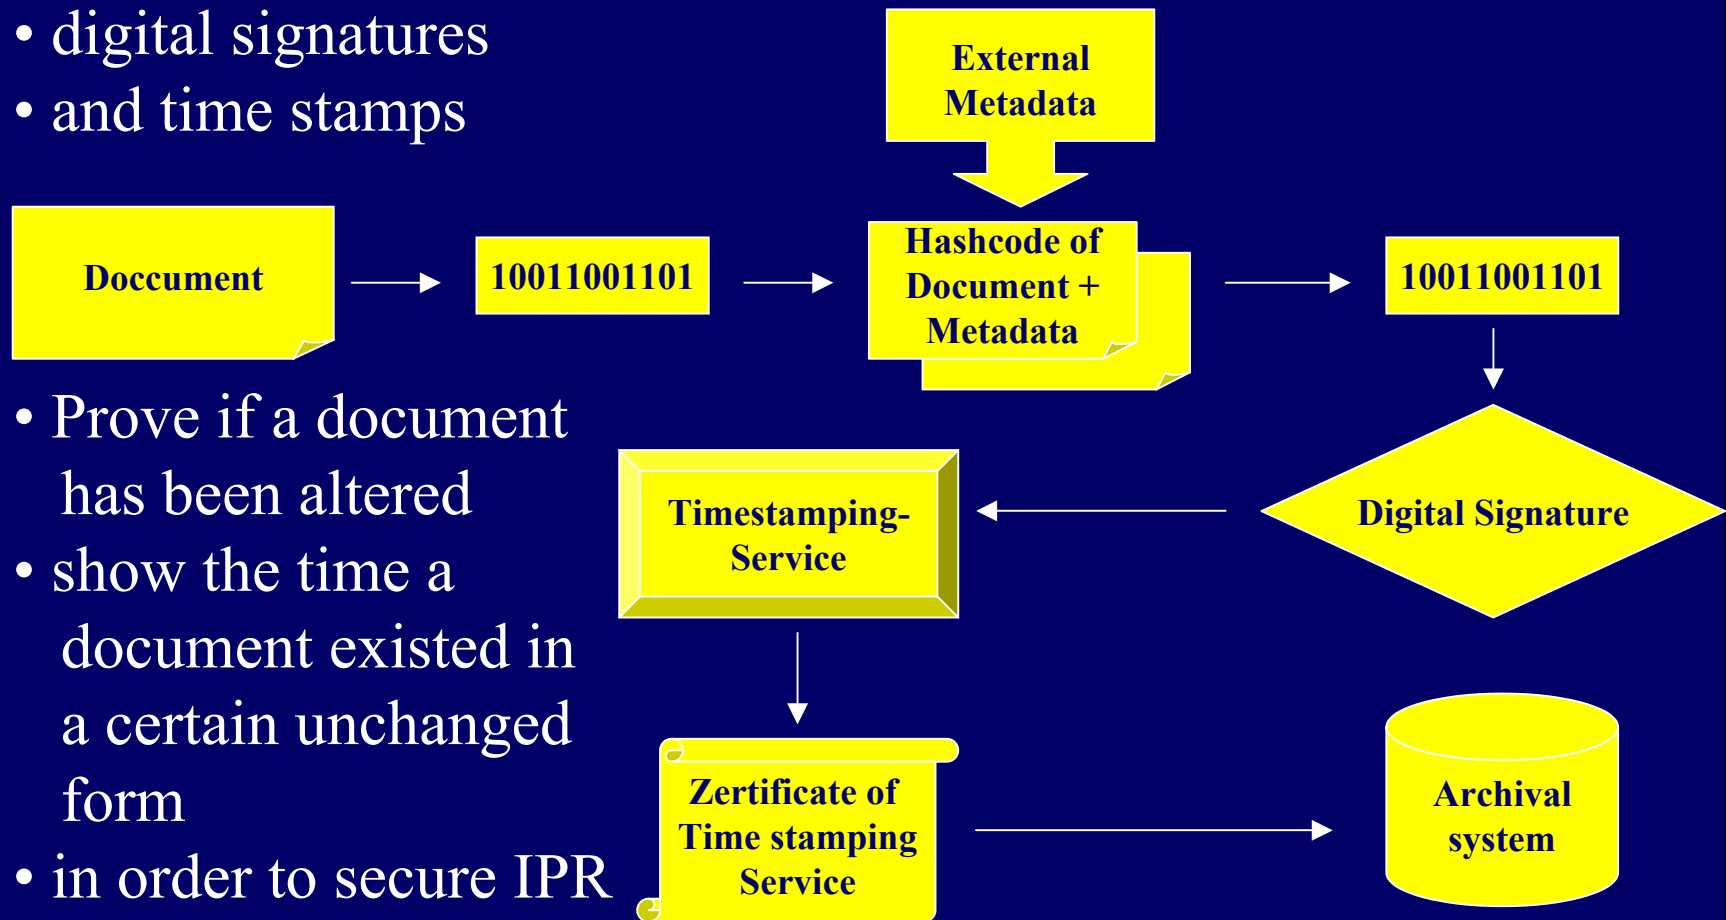 • digital signatures
• and time stamps
External
Metadata
Doccument
10011001101
Hashcode of
Document +
Metadata
10011001101
• Prove if a document
has been altered
• show the time a
document existed in
a certain unchanged
form
• in order to secure IPR
Digital Signature
Timestamping-
Service
Zertificate of
Time stamping
Service
Archival
system